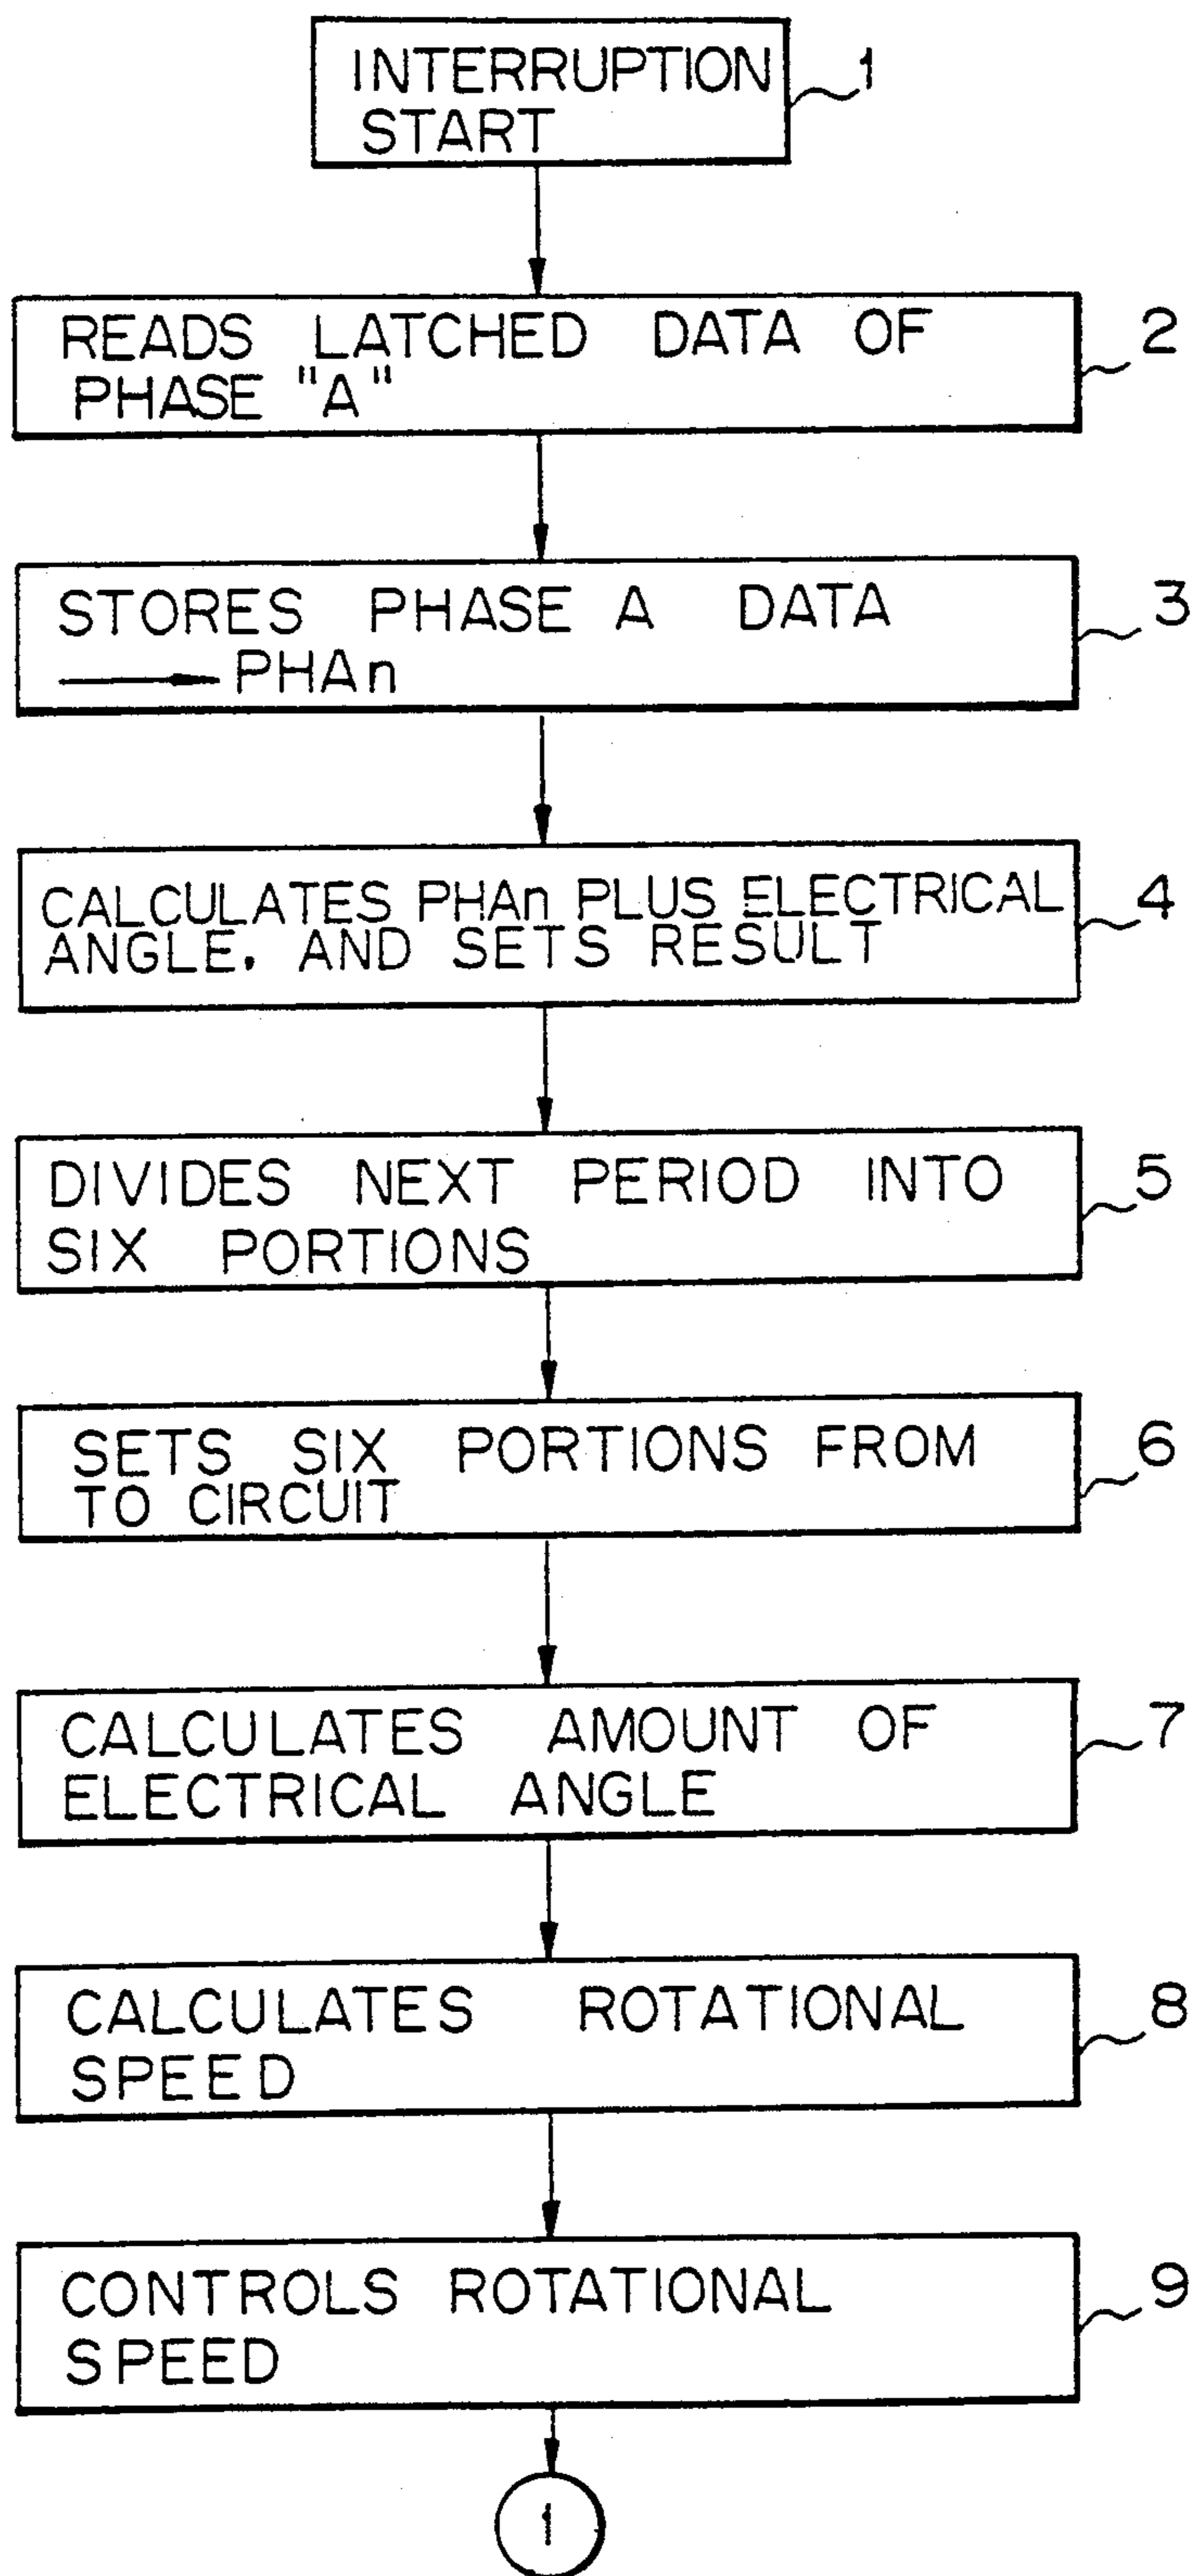 INTERRUPTION
START
1
READS LATCHED DATA OF
PHASE "A"
2
STORES PHASE A DATA
→ PHAn
3
CALCULATES PHAn PLUS ELECTRICAL
ANGLE, AND SETS RESULT
4
DIVIDES NEXT PERIOD INTO
SIX PORTIONS
5
SETS SIX PORTIONS FROM
TO CIRCUIT
6
CALCULATES AMOUNT OF
ELECTRICAL ANGLE
7
CALCULATES ROTATIONAL
SPEED
8
CONTROLS ROTATIONAL
SPEED
9
1